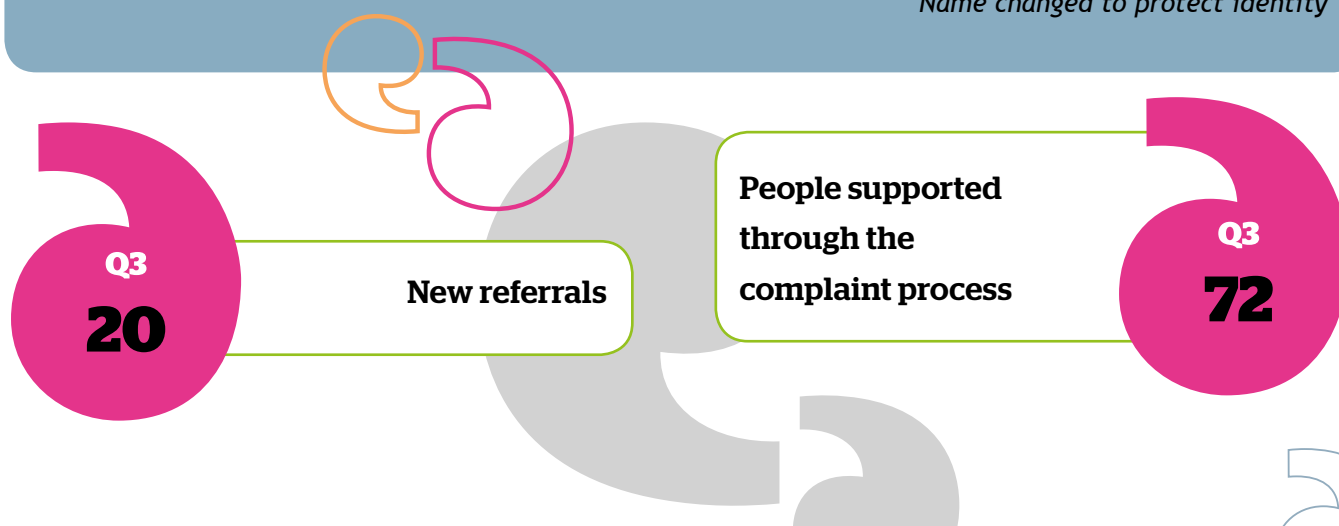 Name changed to protect identity
Q3
20
New referrals
People supported
through the
complaint process
Q3
72